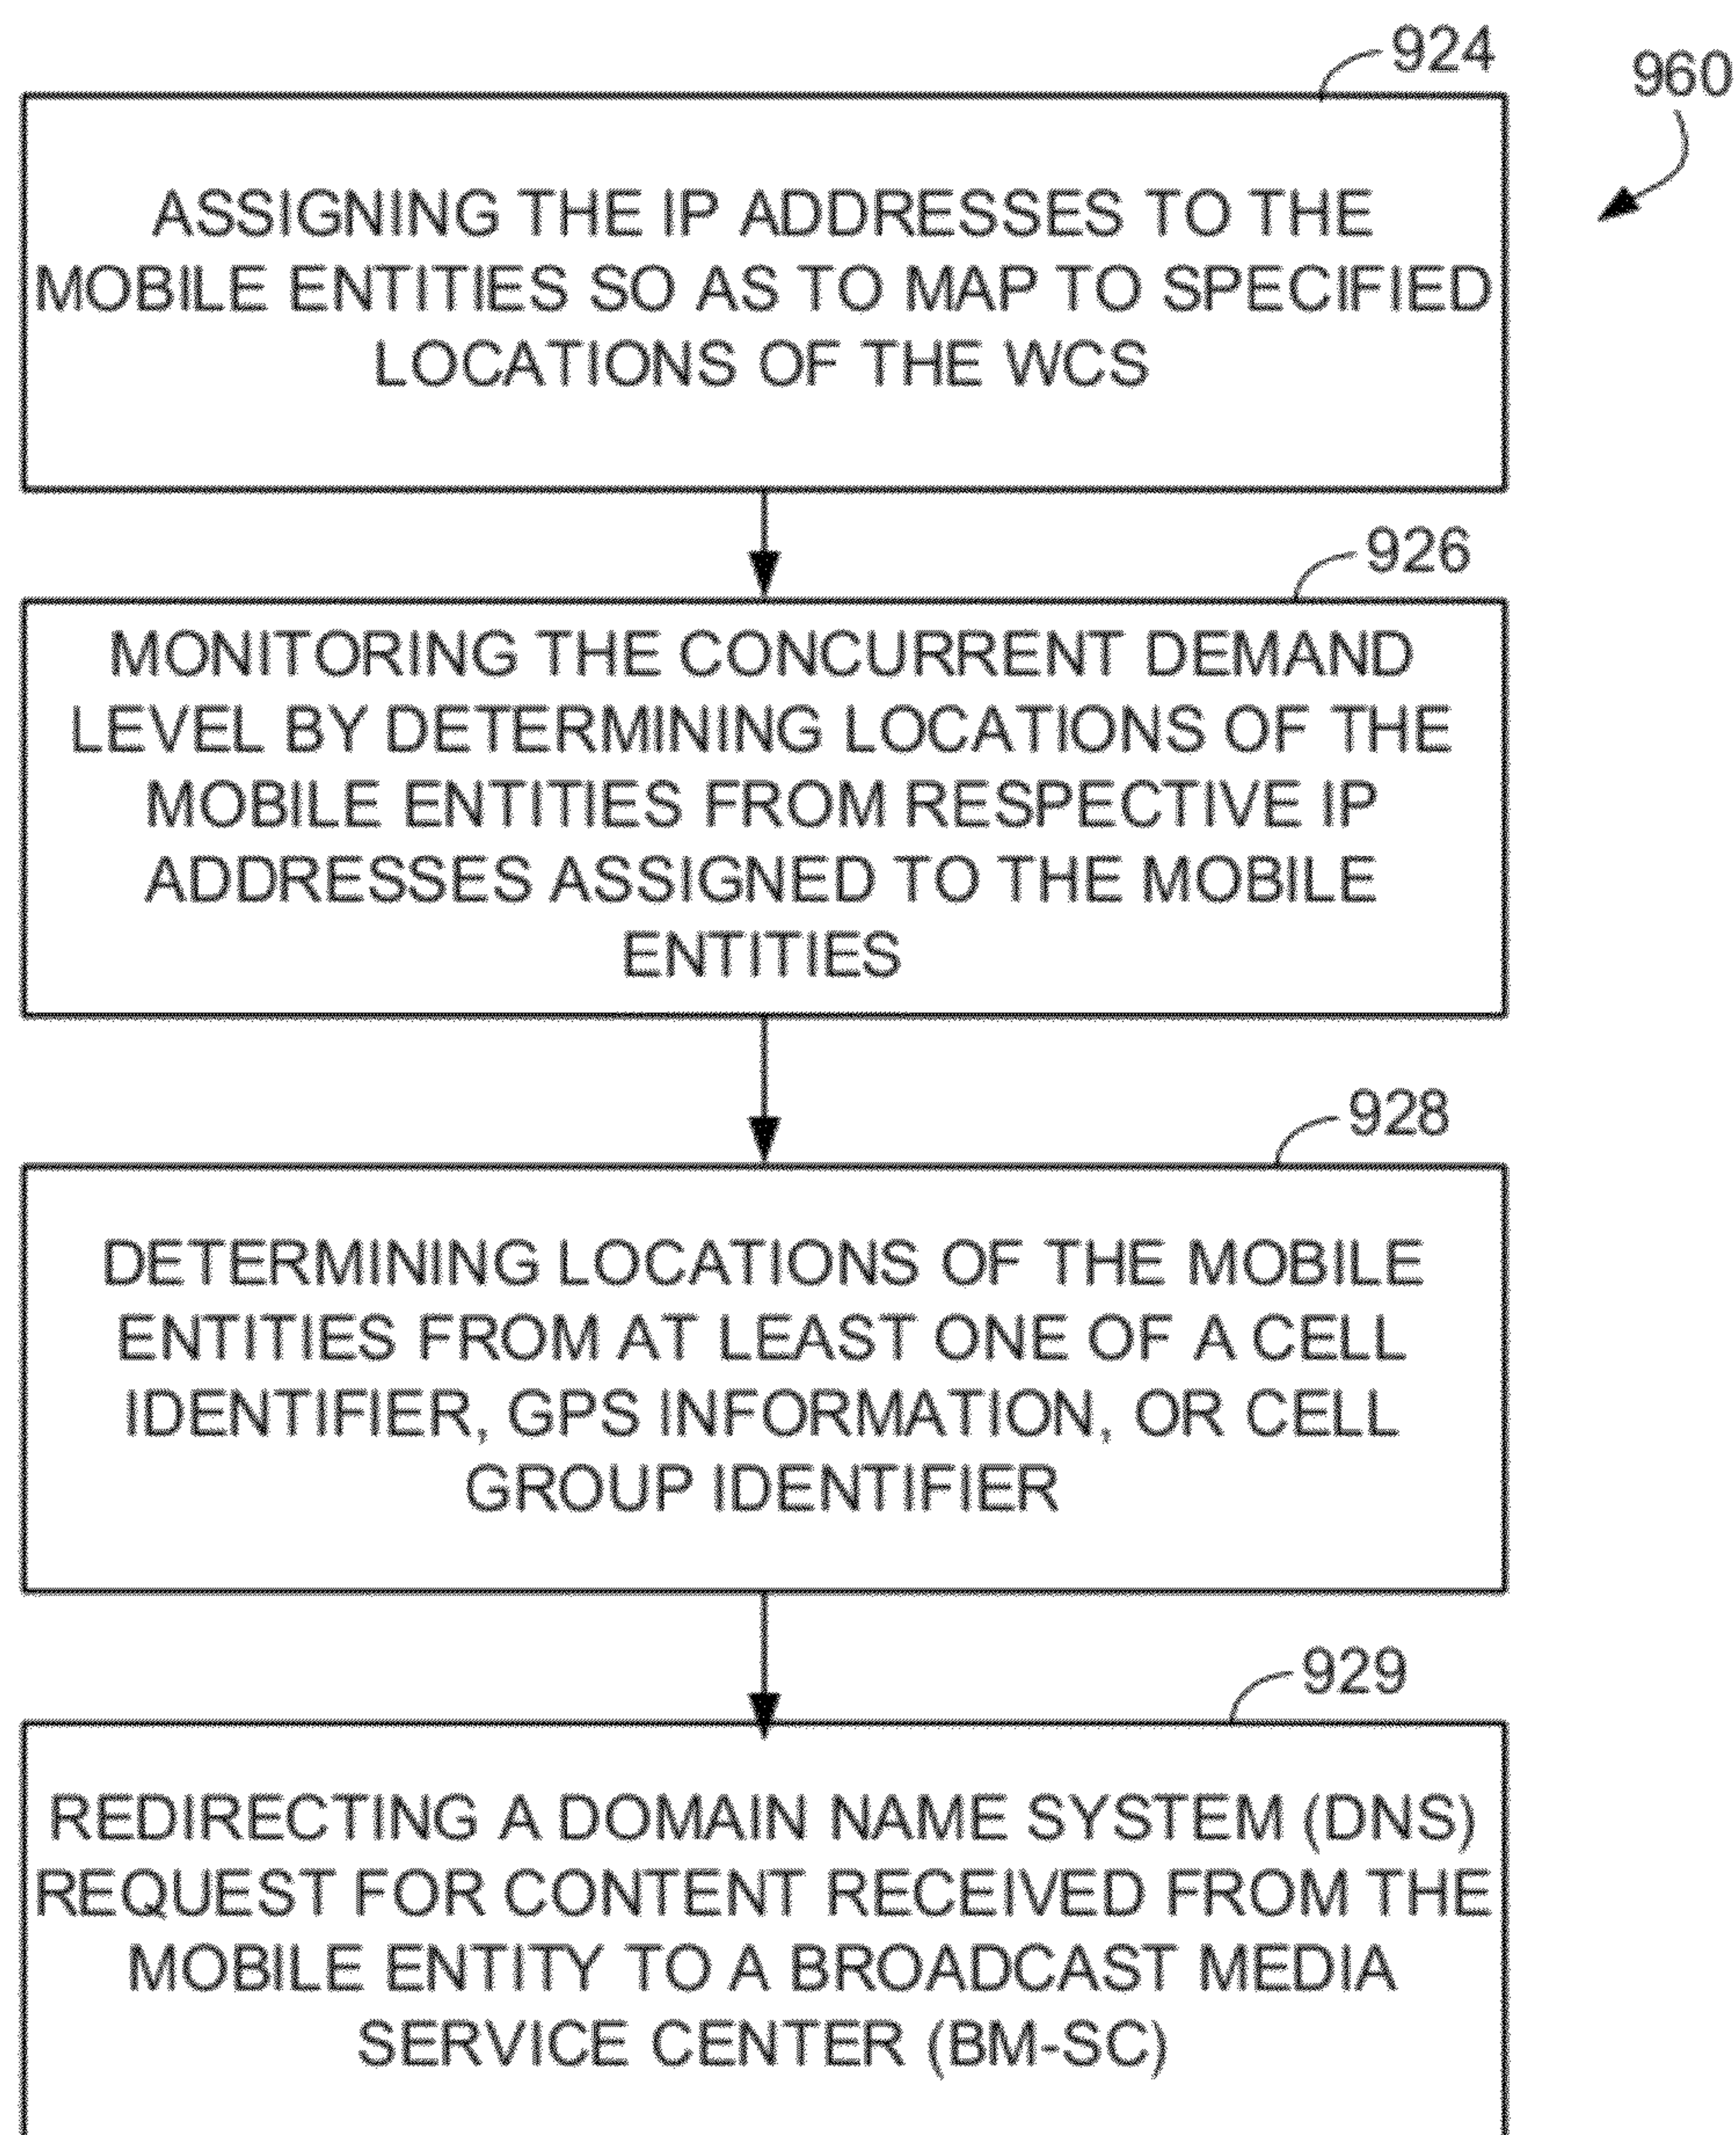 924
960
ASSIGNING THE IP ADDRESSES TO THE
MOBILE ENTITIES SO AS TO MAP TO SPECIFIED
LOCATIONS OF THE WCS
926
MONITORING THE CONCURRENT DEMAND
LEVEL BY DETERMINING LOCATIONS OF THE
MOBILE ENTITIES FROM RESPECTIVE IP
ADDRESSES ASSIGNED TO THE MOBILE
ENTITIES
928
DETERMINING LOCATIONS OF THE MOBILE
ENTITIES FROM AT LEAST ONE OF A CELL
IDENTIFIER, GPS INFORMATION, OR CELL
GROUP IDENTIFIER
929
REDIRECTING A DOMAIN NAME SYSTEM (DNS)
REQUEST FOR CONTENT RECEIVED FROM THE
MOBILE ENTITY TO A BROADCAST MEDIA
SERVICE CENTER (BM-SC)